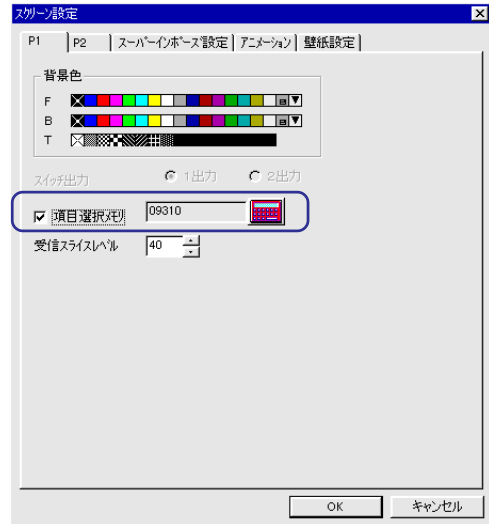 スクリーン設定
P1 P2 スーパーインポーズ設定 アニメーション 壁紙設定
背景色
F
B
T
スイッチ出力 1出力 2出力
項目選択メモリ 09310
受信スライスレベル 40
OK キャンセル